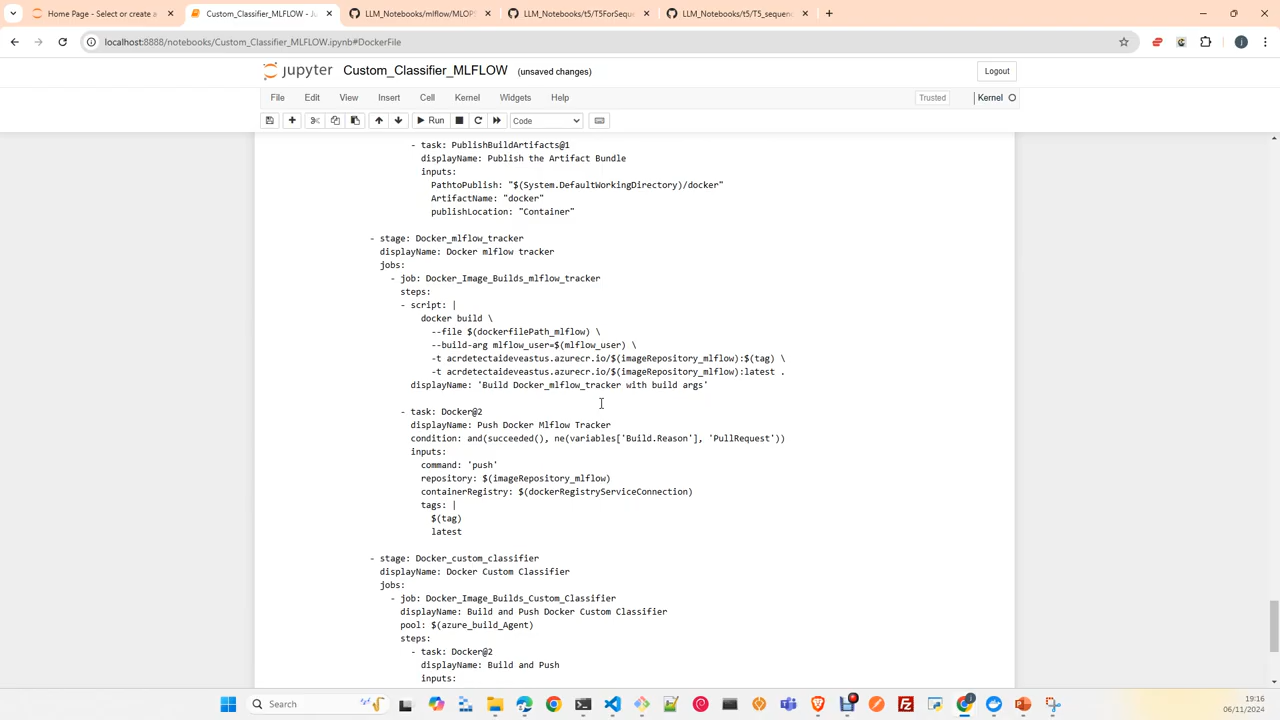 Home Page - Select or create a
Custom_Classifier_MLFLOW - Ju
LLM_Notebooks/mlflow/MLOPS
LLM_Notebooks/t5/T5ForSeque
LLM_Notebooks/t5/T5_sequenc
localhost:8888/notebooks/Custom_Classifier_MLFLOW.ipynb#DockerFile
jupyter Custom_Classifier_MLFLOW (unsaved changes)
Logout
File Edit View Insert Cell Kernel Widgets Help
Trusted
Kernel
Run
Code
- task: PublishBuildArtifacts@1
displayName: Publish the Artifact Bundle
inputs:
PathtoPublish: "$(System.DefaultWorkingDirectory)/docker"
ArtifactName: "docker"
publishLocation: "Container"
- stage: Docker_mlflow_tracker
displayName: Docker mlflow tracker
jobs:
- job: Docker_Image_Builds_mlflow_tracker
steps:
- script: |
docker build \
--file $(dockerfilePath_mlflow) \
--build-arg mlflow_user=$(mlflow_user) \
-t acrdetectaideveastus.azurecr.io/$(imageRepository_mlflow):$(tag) \
-t acrdetectaideveastus.azurecr.io/$(imageRepository_mlflow):latest .
displayName: 'Build Docker_mlflow_tracker with build args'
- task: Docker@2
displayName: Push Docker Mlflow Tracker
condition: and(succeeded(), ne(variables['Build.Reason'], 'PullRequest'))
inputs:
command: 'push'
repository: $(imageRepository_mlflow)
containerRegistry: $(dockerRegistryServiceConnection)
tags: |
$(tag)
latest
- stage: Docker_custom_classifier
displayName: Docker Custom Classifier
jobs:
- job: Docker_Image_Builds_Custom_Classifier
displayName: Build and Push Docker Custom Classifier
pool: $(azure_build_Agent)
steps:
- task: Docker@2
displayName: Build and Push
inputs:
Search
19:16
06/11/2024